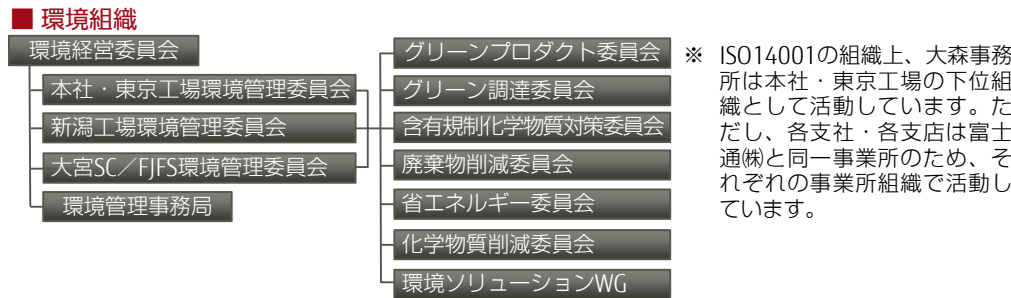 ■ 環境組織
環境経営委員会
本社・東京工場環境管理委員会
新潟工場環境管理委員会
大宮SC／FJFS環境管理委員会
環境管理事務局
グリーンプロダクト委員会
グリーン調達委員会
含有規制化学物質対策委員会
廃棄物削減委員会
省エネルギー委員会
化学物質削減委員会
環境ソリューションWG
※ ISO14001の組織上、大森事務
所は本社・東京工場の下位組
織として活動しています。た
だし、各支社・各支店は富士
通㈱と同一事業所のため、そ
れぞれの事業所組織で活動し
ています。